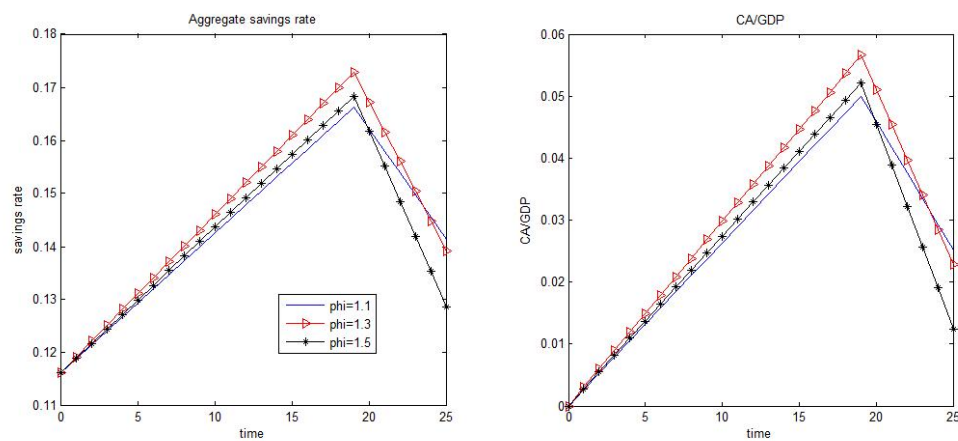 Aggregate savings rate
0.18
0.17
0.16
0.15
0.14
0.13
0.12
0.11
savings rate
0 5 10 15 20 25
time
phi=1.1
phi=1.3
phi=1.5
CA/GDP
0.06
0.05
0.04
0.03
0.02
0.01
0
CA/GDP
0 5 10 15 20 25
time